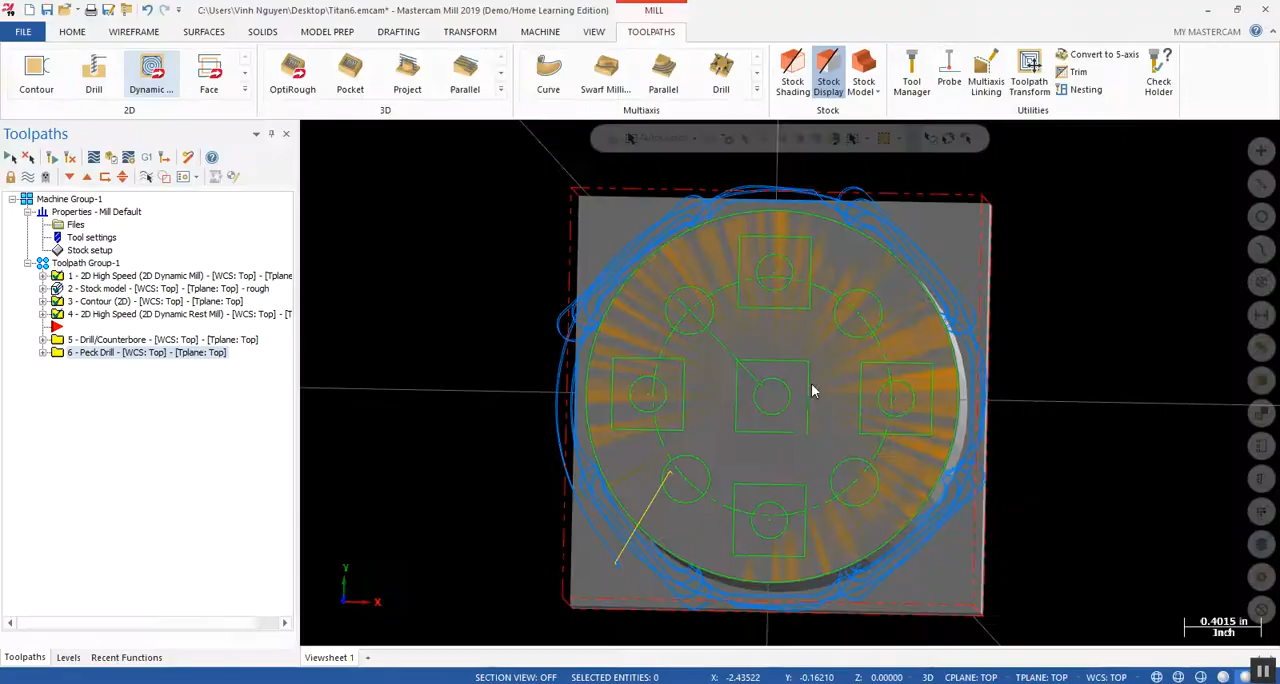 C:\Users\Vinh Nguyen\Desktop\Titan6.emcam* - Mastercam Mill 2019 (Demo/Home Learning Edition)
MILL
FILE HOME WIREFRAME SURFACES SOLIDS MODEL PREP DRAFTING TRANSFORM MACHINE VIEW TOOLPATHS MY MASTERCAM
Contour Drill Dynamic ... Face OptiRough Pocket Project Parallel Curve Swarf Milli... Parallel Drill Stock Shading Stock Display Stock Model Tool Manager Probe Multiaxis Linking Toolpath Transform Convert to 5-axis Trim Nesting Check Holder
2D 3D Multiaxis Stock Utilities
Toolpaths
G1
Machine Group-1
Properties - Mill Default
Files
Tool settings
Stock setup
Toolpath Group-1
1 - 2D High Speed (2D Dynamic Mill) - [WCS: Top] - [Tplane:
2 - Stock model - [WCS: Top] - [Tplane: Top] - rough
3 - Contour (2D) - [WCS: Top] - [Tplane: Top]
4 - 2D High Speed (2D Dynamic Rest Mill) - [WCS: Top] - [T
5 - Drill/Counterbore - [WCS: Top] - [Tplane: Top]
6 - Peck Drill - [WCS: Top] - [Tplane: Top]
Y
X
0.4015 in
Inch
Toolpaths Levels Recent Functions Viewsheet 1 +
SECTION VIEW: OFF SELECTED ENTITIES: 0 X: -2.43522 Y: -0.16210 Z: 0.00000 3D CPLANE: TOP TPLANE: TOP WCS: TOP